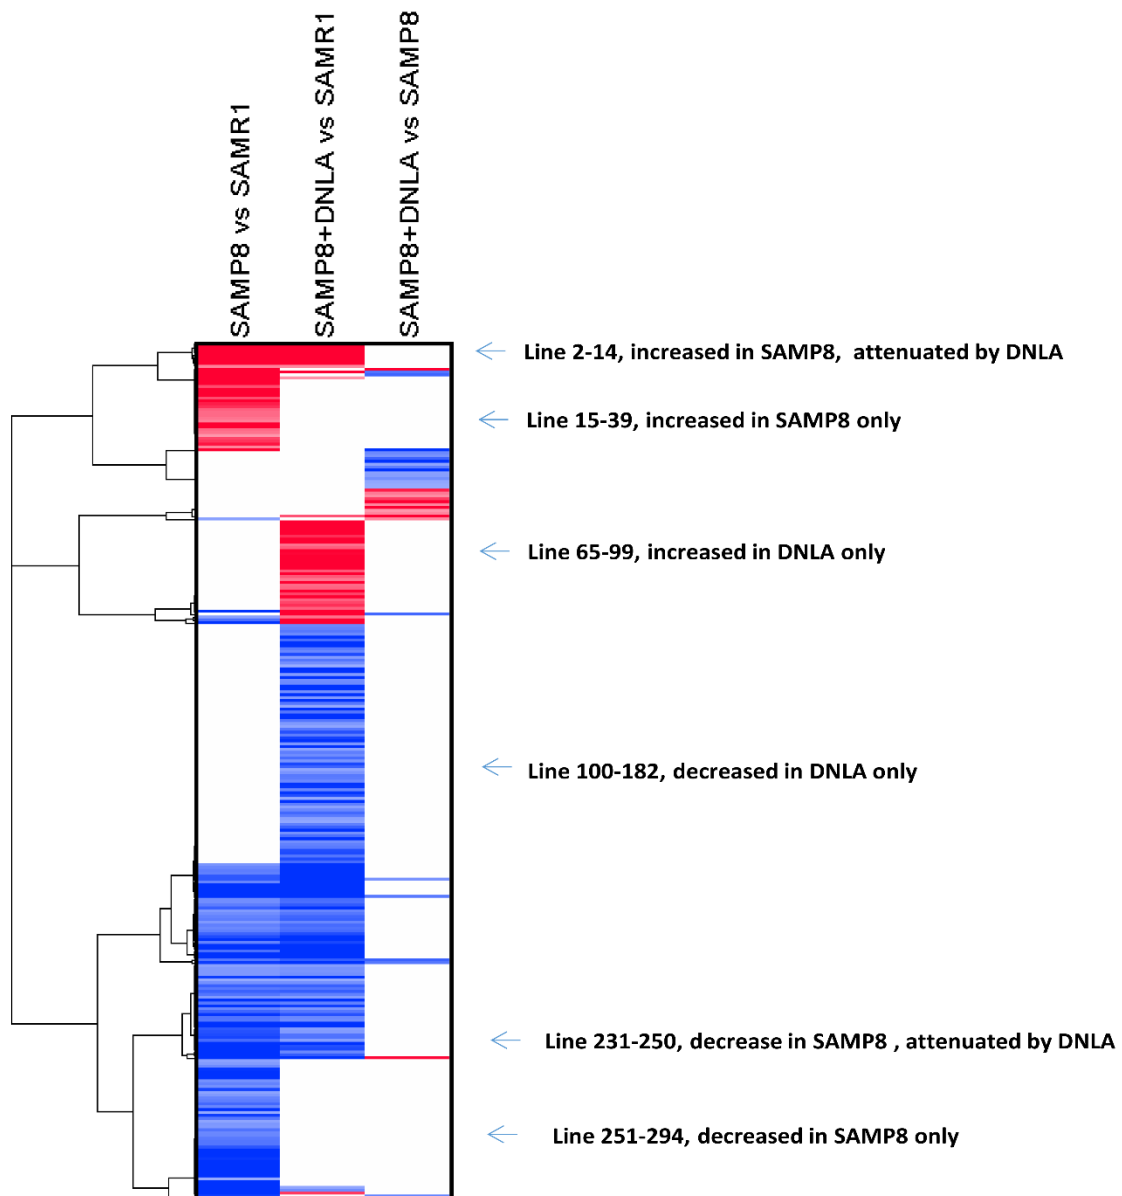 SAMP8 vs SAMR1
SAMP8+DNLA vs SAMR1
SAMP8+DNLA vs SAMP8
Line 2-14, increased in SAMP8, attenuated by DNLA
Line 15-39, increased in SAMP8 only
Line 65-99, increased in DNLA only
Line 100-182, decreased in DNLA only
Line 231-250, decrease in SAMP8 , attenuated by DNLA
Line 251-294, decreased in SAMP8 only